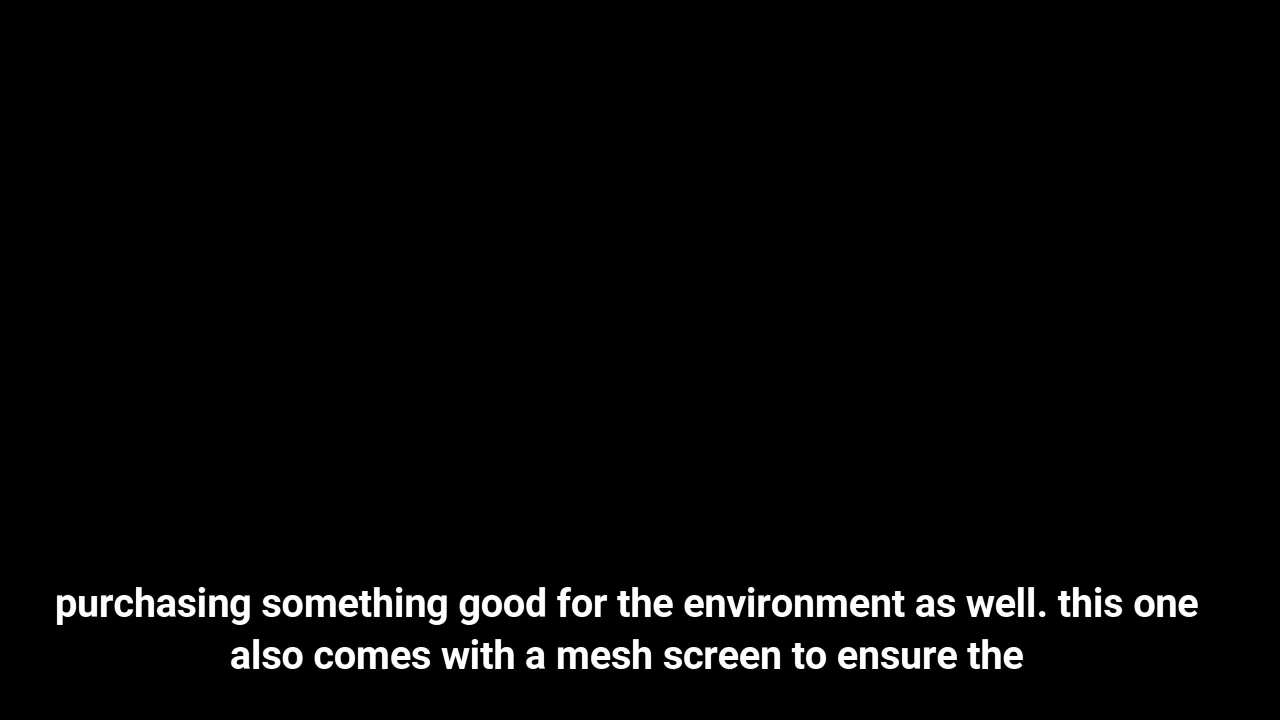 purchasing something good for the environment as well. this one
also comes with a mesh screen to ensure the